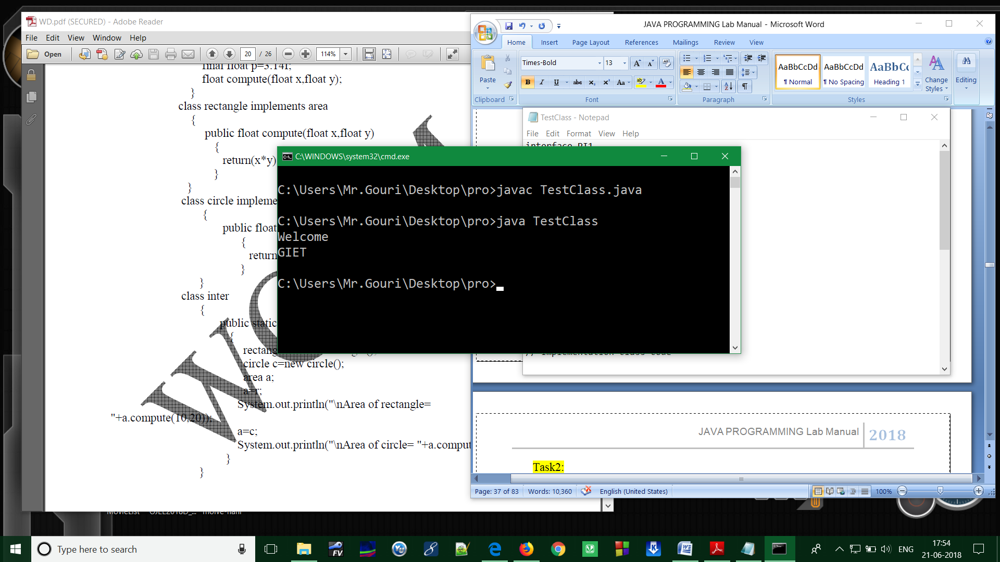 WD.pdf (SECURED) - Adobe Reader
File Edit View Window Help
Open 20 / 26 114%
final float p=3.14f;
float compute(float x,float y);
}
class rectangle implements area
{
public float compute(float x,float y)
{
return(x*y)
}
}
class circle impleme
{
public float
{
return
}
}
class inter
{
public static
{
rectang
circle c=new circle();
area a;
a=r;
System.out.println("\nArea of rectangle=
"+a.compute(10,20));
a=c;
System.out.println("\nArea of circle= "+a.comput
}
}
JAVA PROGRAMMING Lab Manual - Microsoft Word
Home Insert Page Layout References Mailings Review View
Paste
Clipboard
Times-Bold 13
Font
Paragraph
AaBbCcDd AaBbCcDd AaBbCc
¶ Normal ¶ No Spacing Heading 1
Change Styles
Styles
Editing
TestClass - Notepad
File Edit Format View Help
interface PI1
// implementation class code
C:\WINDOWS\system32\cmd.exe
C:\Users\Mr.Gouri\Desktop\pro>javac TestClass.java
C:\Users\Mr.Gouri\Desktop\pro>java TestClass
Welcome
GIET
C:\Users\Mr.Gouri\Desktop\pro>
JAVA PROGRAMMING Lab Manual 2018
Task2:
Page: 37 of 83 Words: 10,360 English (United States) 100%
MovieList OJEE2018D_...
Type here to search
ENG
17:54
21-06-2018